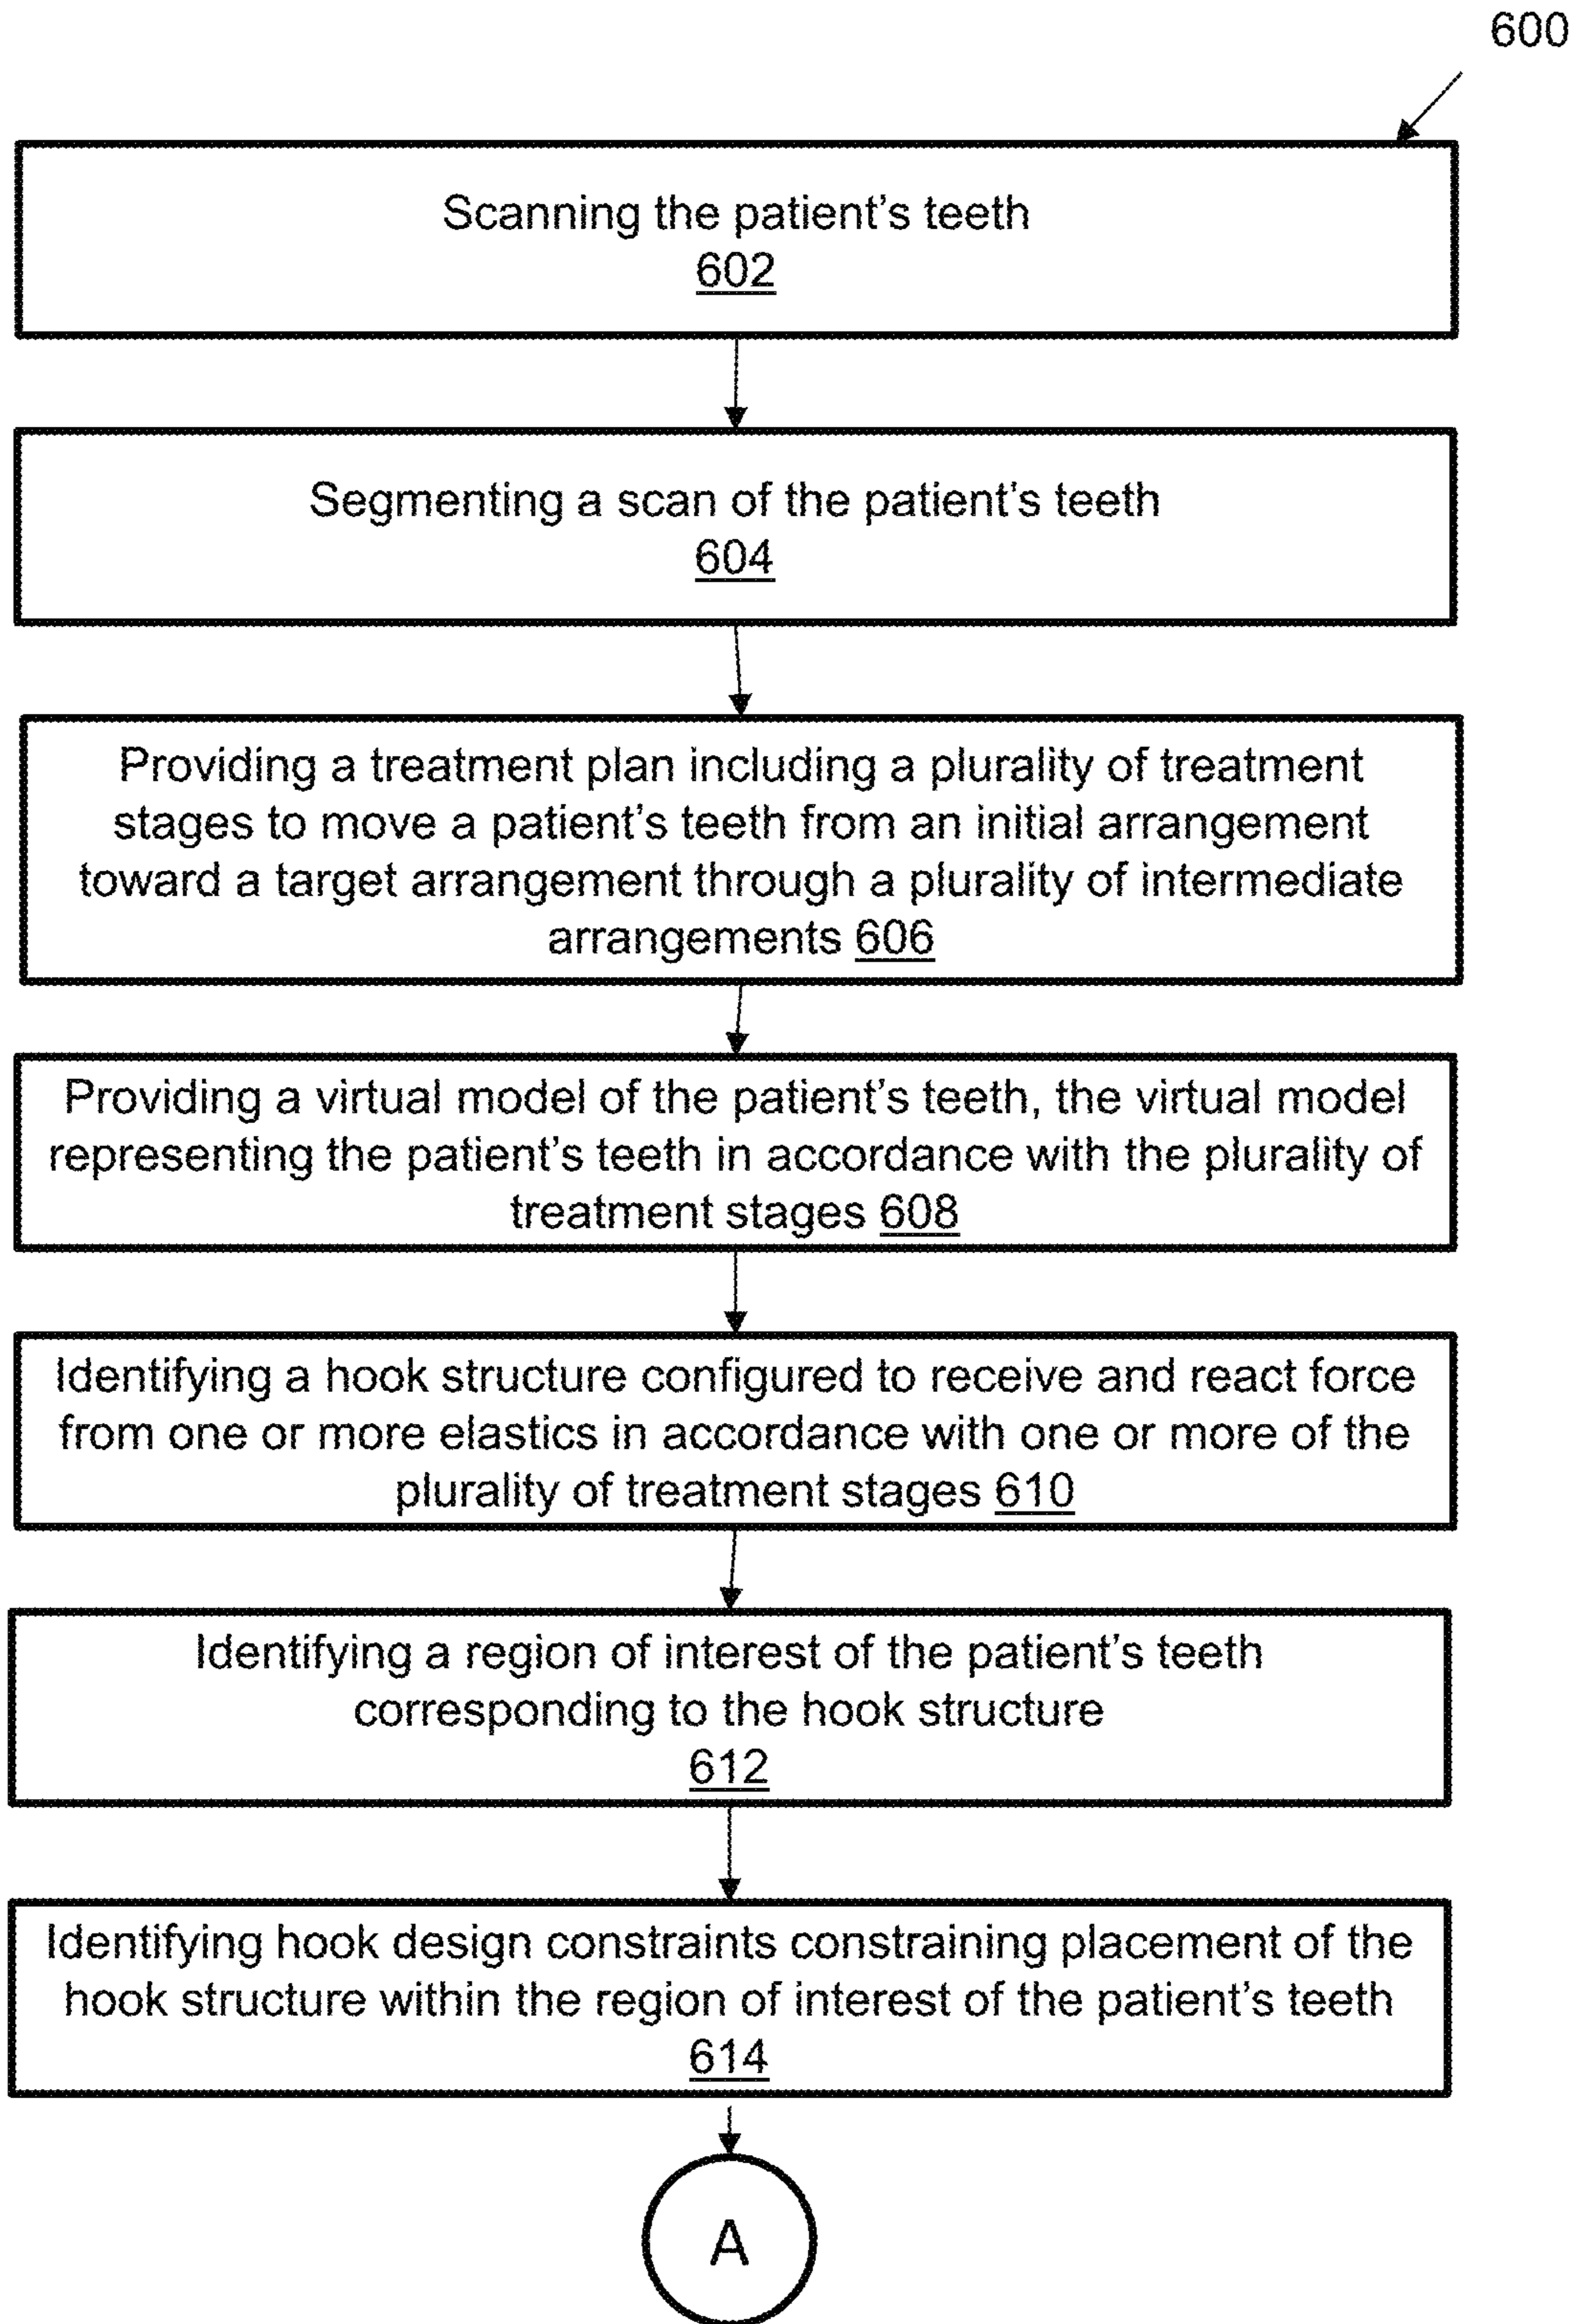 600
Scanning the patient's teeth
602
Segmenting a scan of the patient's teeth
604
Providing a treatment plan including a plurality of treatment
stages to move a patient's teeth from an initial arrangement
toward a target arrangement through a plurality of intermediate
arrangements 606
Providing a virtual model of the patient's teeth, the virtual model
representing the patient's teeth in accordance with the plurality of
treatment stages 608
Identifying a hook structure configured to receive and react force
from one or more elastics in accordance with one or more of the
plurality of treatment stages 610
Identifying a region of interest of the patient's teeth
corresponding to the hook structure
612
Identifying hook design constraints constraining placement of the
hook structure within the region of interest of the patient's teeth
614
A